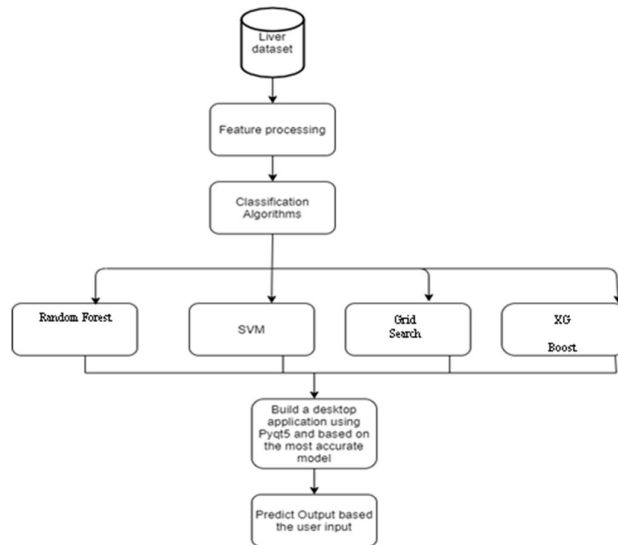 Liver
dataset
Feature processing
Classification
Algorithms
Random Forest
SVM
Grid
Search
XG
Boost
Build a desktop
application using
Pyqt5 and based on
the most accurate
model
Predict Output based
the user input